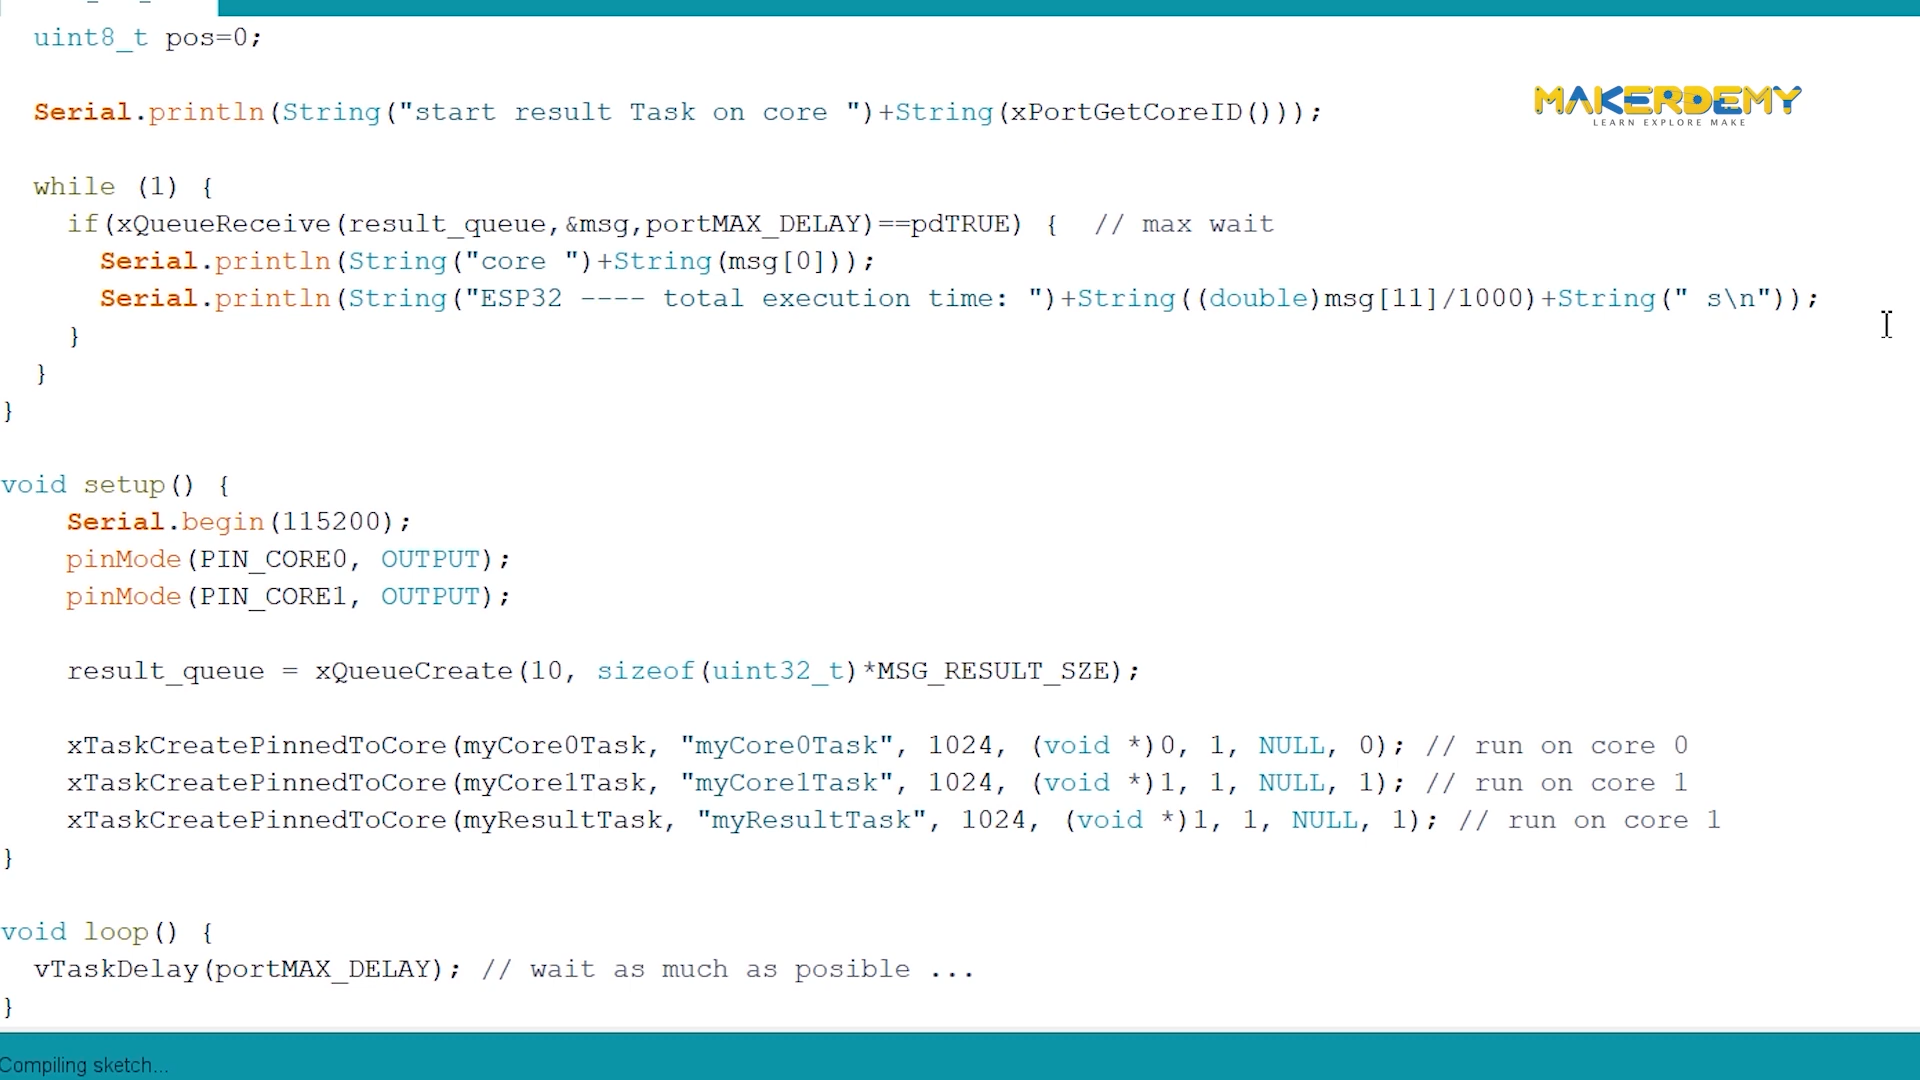 uint8_t pos=0;
MAKERDEMY
LEARN EXPLORE MAKE
Serial.println(String("start result Task on core ")+String(xPortGetCoreID()));
while (1) {
if(xQueueReceive(result_queue,&msg,portMAX_DELAY)==pdTRUE) { // max wait
Serial.println(String("core ")+String(msg[0]));
Serial.println(String("ESP32 ---- total execution time: ")+String((double)msg[11]/1000)+String(" s\n"));
}
}
}
void setup() {
Serial.begin(115200);
pinMode(PIN_CORE0, OUTPUT);
pinMode(PIN_CORE1, OUTPUT);
result_queue = xQueueCreate(10, sizeof(uint32_t)*MSG_RESULT_SZE);
xTaskCreatePinnedToCore(myCore0Task, "myCore0Task", 1024, (void *)0, 1, NULL, 0); // run on core 0
xTaskCreatePinnedToCore(myCore1Task, "myCore1Task", 1024, (void *)1, 1, NULL, 1); // run on core 1
xTaskCreatePinnedToCore(myResultTask, "myResultTask", 1024, (void *)1, 1, NULL, 1); // run on core 1
}
void loop() {
vTaskDelay(portMAX_DELAY); // wait as much as posible ...
}
Compiling sketch...